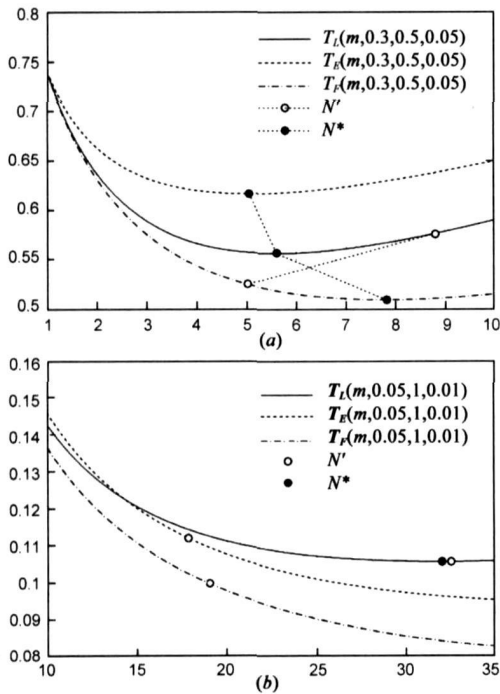 0.8
0.75
0.7
0.65
0.6
0.55
0.5
T_L(m,0.3,0.5,0.05)
T_E(m,0.3,0.5,0.05)
T_F(m,0.3,0.5,0.05)
N'
N*
1 2 3 4 5 6 7 8 9 10
(a)
0.16
0.15
0.14
0.13
0.12
0.11
0.1
0.09
0.08
T_L(m,0.05,1,0.01)
T_E(m,0.05,1,0.01)
T_F(m,0.05,1,0.01)
N'
N*
10 15 20 25 30 35
(b)